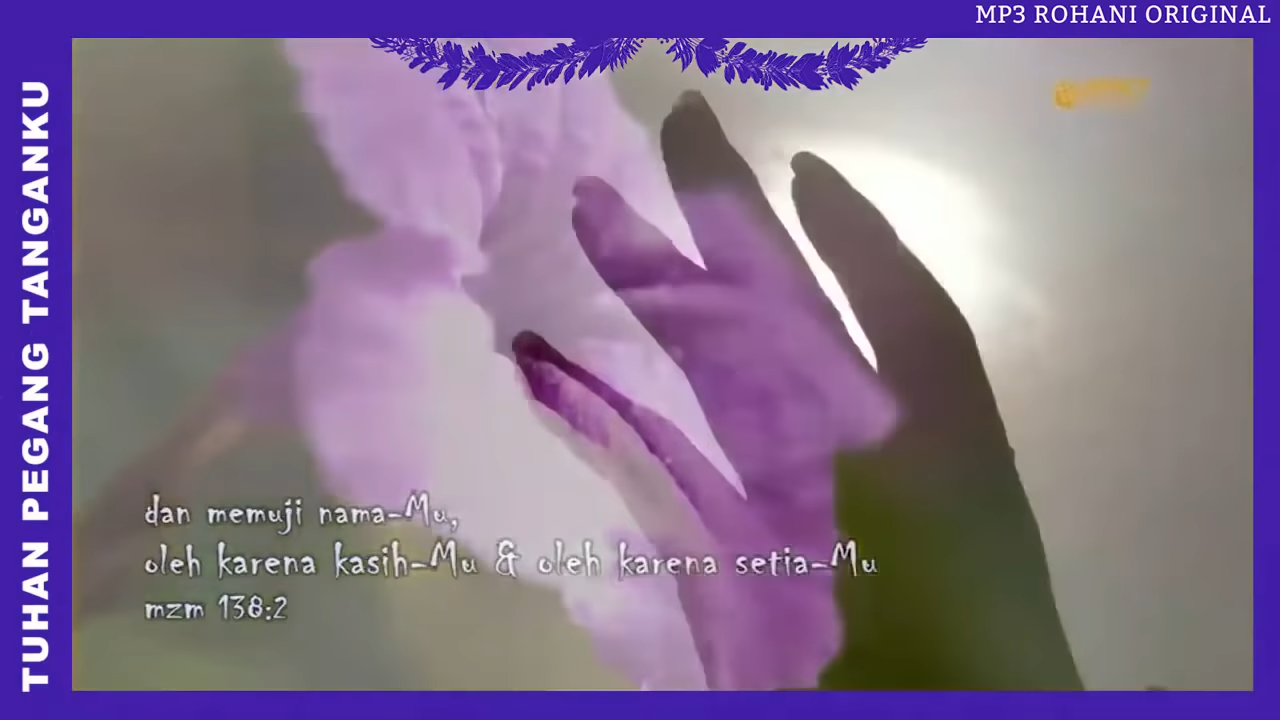 MP3 ROHANI ORIGINAL
TUHAN PEGANG TANGANKU
dan memuji nama-Mu,
oleh karena kasih-Mu & oleh karena setia-Mu
mzm 138:2